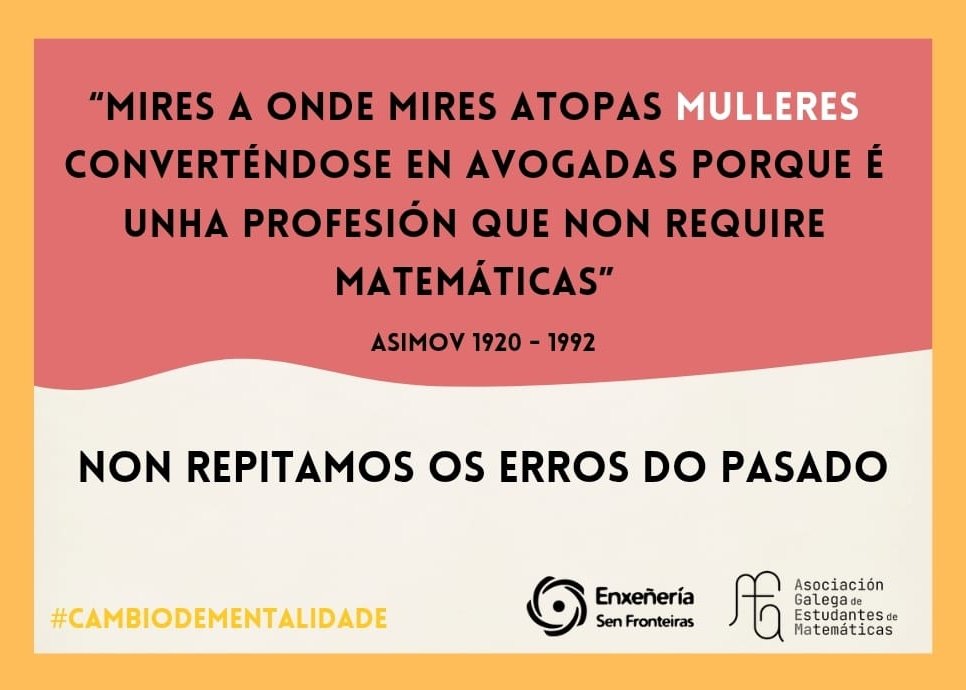 “MIRES A ONDE MIRES ATOPAS MULLERES
CONVERTÉNDOSE EN AVOGADAS PORQUE É
UNHA PROFESIÓN QUE NON REQUIRE
MATEMÁTICAS”
ASIMOV 1920 - 1992
NON REPITAMOS OS ERROS DO PASADO
#CAMBIODEMENTALIDADE
Enxeñería
Sen Fronteiras
Asociación
Galega de
Estudantes de
Matemáticas